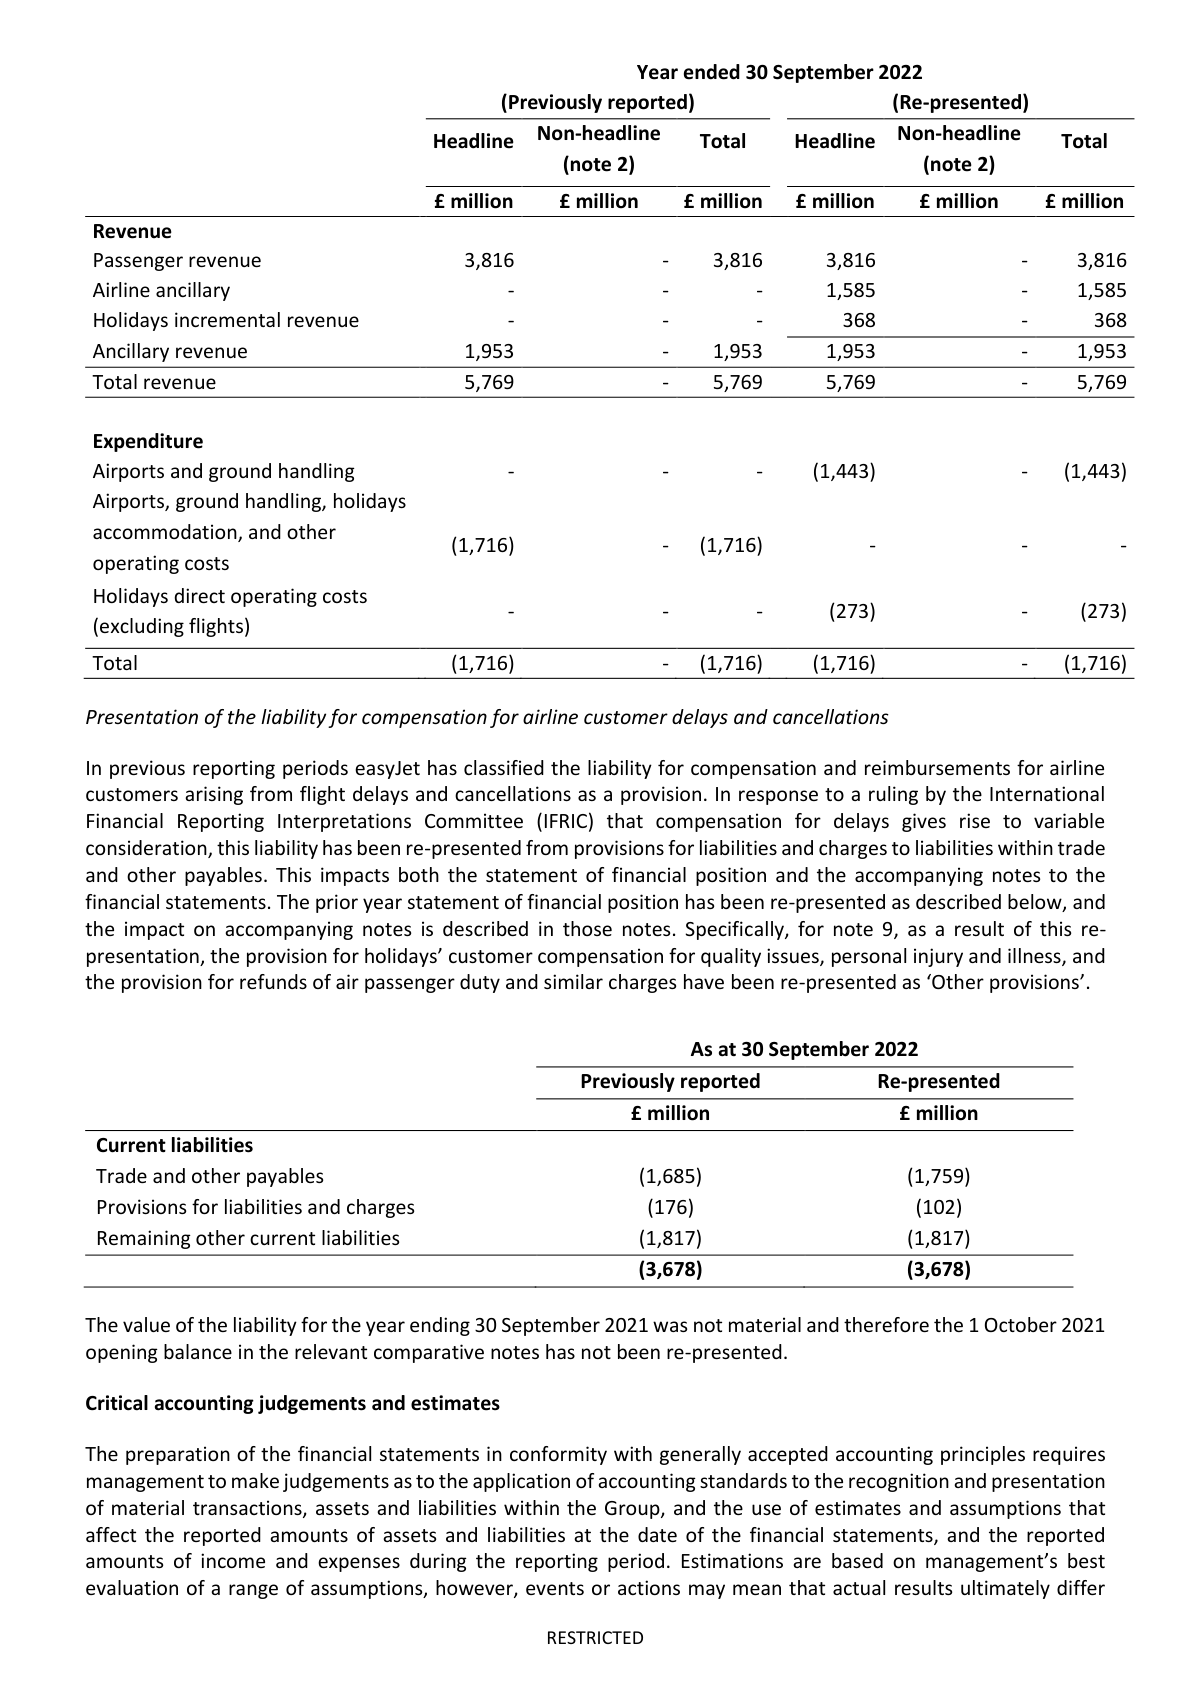 Year ended 30 September 2022
(Previously reported) (Re-presented)
Headline Non-headline (note 2) Total Headline Non-headline (note 2) Total
£ million £ million £ million £ million £ million £ million
Revenue
Passenger revenue 3,816 - 3,816 3,816 - 3,816
Airline ancillary - - - 1,585 - 1,585
Holidays incremental revenue - - - 368 - 368
Ancillary revenue 1,953 - 1,953 1,953 - 1,953
Total revenue 5,769 - 5,769 5,769 - 5,769
Expenditure
Airports and ground handling - - - (1,443) - (1,443)
Airports, ground handling, holidays
accommodation, and other
operating costs (1,716) - (1,716) - - -
Holidays direct operating costs
(excluding flights) - - - (273) - (273)
Total (1,716) - (1,716) (1,716) - (1,716)
Presentation of the liability for compensation for airline customer delays and cancellations
In previous reporting periods easyJet has classified the liability for compensation and reimbursements for airline
customers arising from flight delays and cancellations as a provision. In response to a ruling by the International
Financial Reporting Interpretations Committee (IFRIC) that compensation for delays gives rise to variable
consideration, this liability has been re-presented from provisions for liabilities and charges to liabilities within trade
and other payables. This impacts both the statement of financial position and the accompanying notes to the
financial statements. The prior year statement of financial position has been re-presented as described below, and
the impact on accompanying notes is described in those notes. Specifically, for note 9, as a result of this re-
presentation, the provision for holidays’ customer compensation for quality issues, personal injury and illness, and
the provision for refunds of air passenger duty and similar charges have been re-presented as ‘Other provisions’.
As at 30 September 2022
Previously reported Re-presented
£ million £ million
Current liabilities
Trade and other payables (1,685) (1,759)
Provisions for liabilities and charges (176) (102)
Remaining other current liabilities (1,817) (1,817)
(3,678) (3,678)
The value of the liability for the year ending 30 September 2021 was not material and therefore the 1 October 2021
opening balance in the relevant comparative notes has not been re-presented.
Critical accounting judgements and estimates
The preparation of the financial statements in conformity with generally accepted accounting principles requires
management to make judgements as to the application of accounting standards to the recognition and presentation
of material transactions, assets and liabilities within the Group, and the use of estimates and assumptions that
affect the reported amounts of assets and liabilities at the date of the financial statements, and the reported
amounts of income and expenses during the reporting period. Estimations are based on management’s best
evaluation of a range of assumptions, however, events or actions may mean that actual results ultimately differ
RESTRICTED